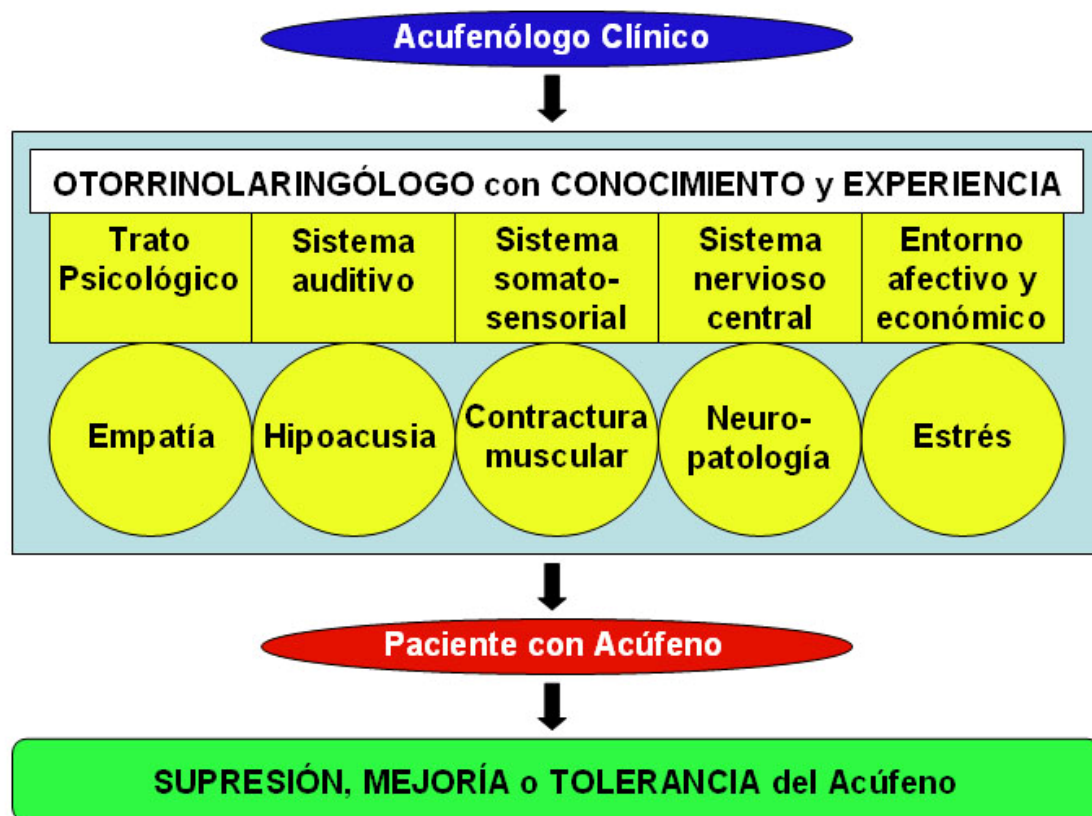 Acufenólogo Clínico
OTORRINOLARINGÓLOGO con CONOCIMIENTO y EXPERIENCIA
Trato
Psicológico
Sistema
auditivo
Sistema
somato-
sensorial
Sistema
nervioso
central
Entorno
afectivo y
económico
Empatía
Hipoacusia
Contractura
muscular
Neuro-
patología
Estrés
Paciente con Acúfeno
SUPRESIÓN, MEJORÍA o TOLERANCIA del Acúfeno